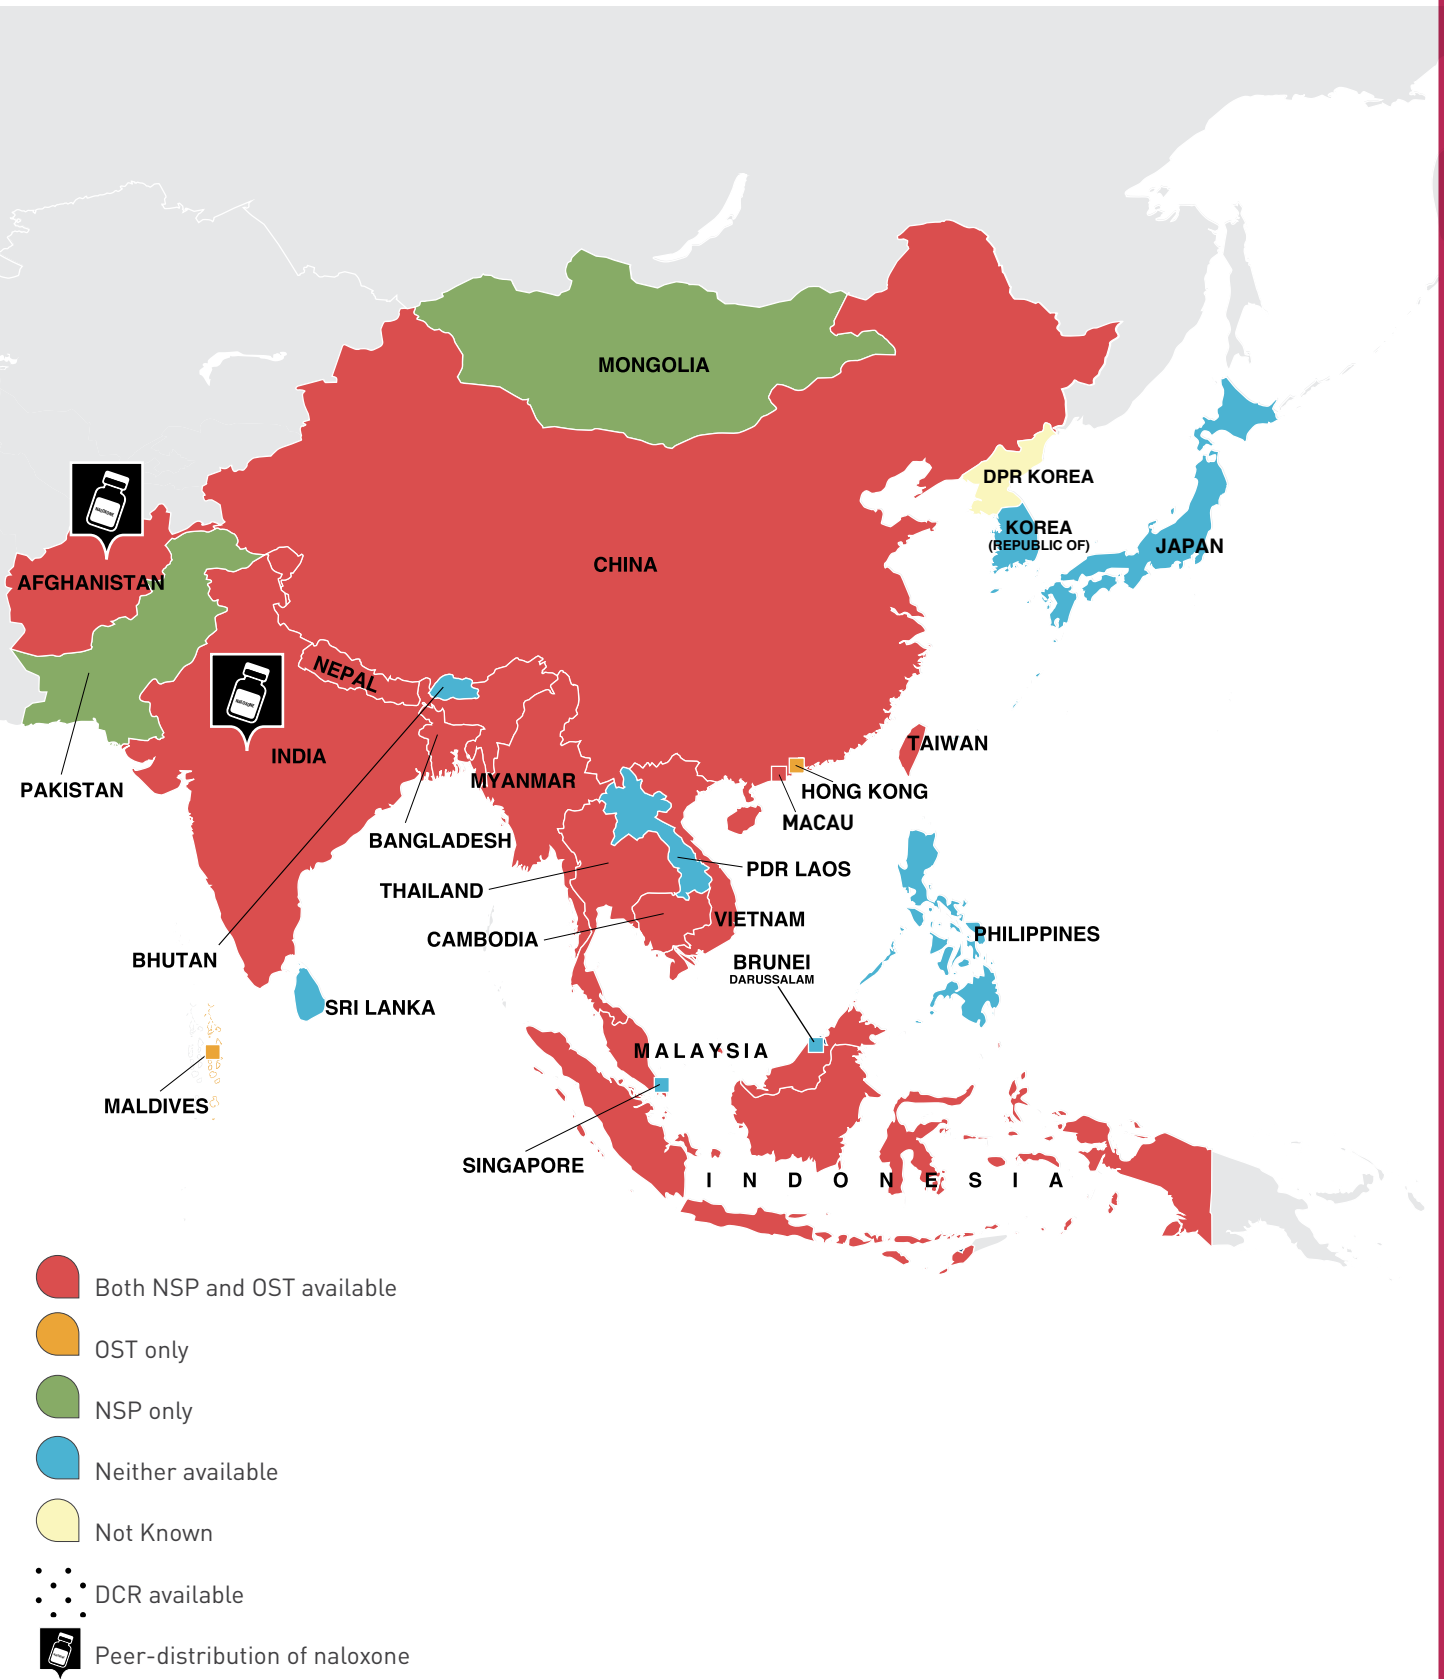 MONGOLIA
DPR KOREA
KOREA
(REPUBLIC OF)
JAPAN
CHINA
AFGHANISTAN
NEPAL
TAIWAN
INDIA
MYANMAR
PAKISTAN
HONG KONG
MACAU
BANGLADESH
PDR LAOS
THAILAND
VIETNAM
PHILIPPINES
CAMBODIA
BHUTAN
BRUNEI
DARUSSALAM
SRI LANKA
MALAYSIA
MALDIVES
SINGAPORE
INDONESIA
Both NSP and OST available
OST only
NSP only
Neither available
Not Known
DCR available
Peer-distribution of naloxone